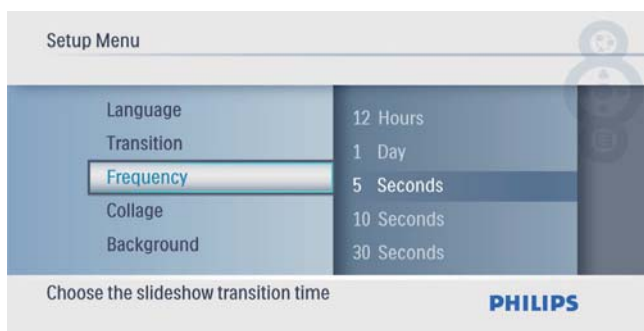 Setup Menu
Language
Transition
Frequency
Collage
Background
12 Hours
1 Day
5 Seconds
10 Seconds
30 Seconds
Choose the slideshow transition time
PHILIPS